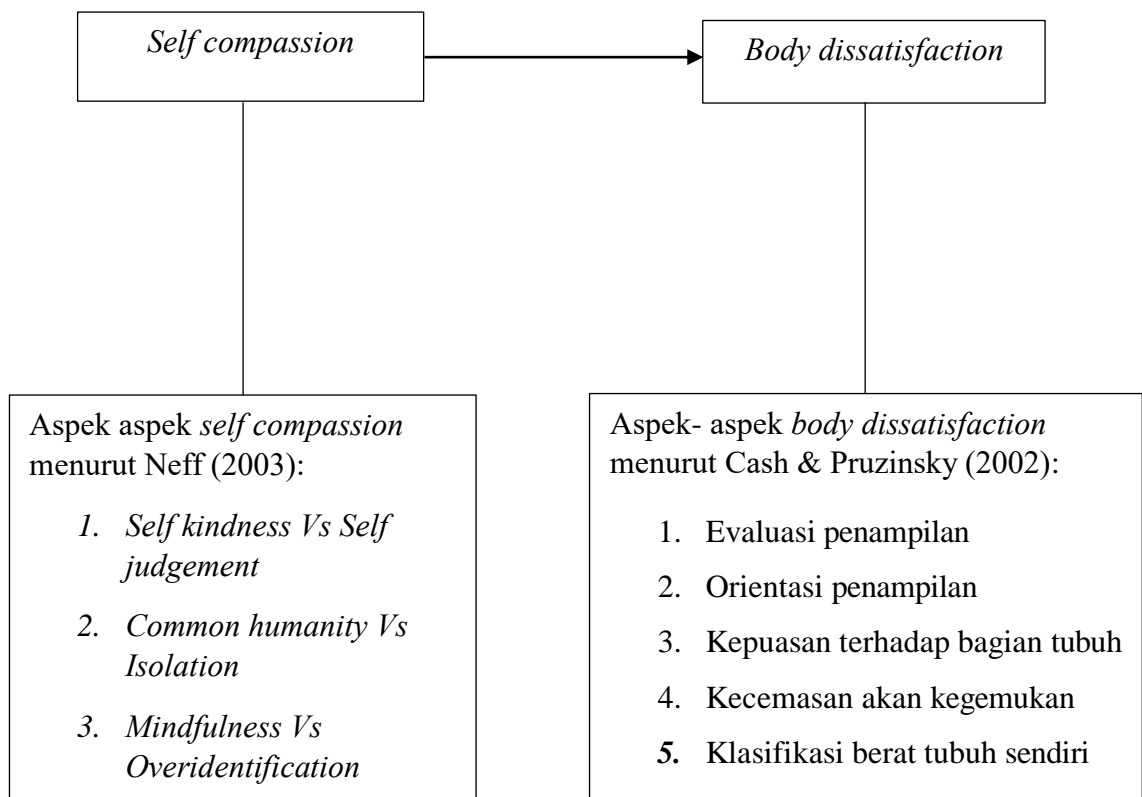 Self compassion
Body dissatisfaction
Aspek aspek self compassion
menurut Neff (2003):
1. Self kindness Vs Self
judgement
2. Common humanity Vs
Isolation
3. Mindfulness Vs
Overidentification
Aspek- aspek body dissatisfaction
menurut Cash & Pruzinsky (2002):
1. Evaluasi penampilan
2. Orientasi penampilan
3. Kepuasan terhadap bagian tubuh
4. Kecemasan akan kegemukan
5. Klasifikasi berat tubuh sendiri